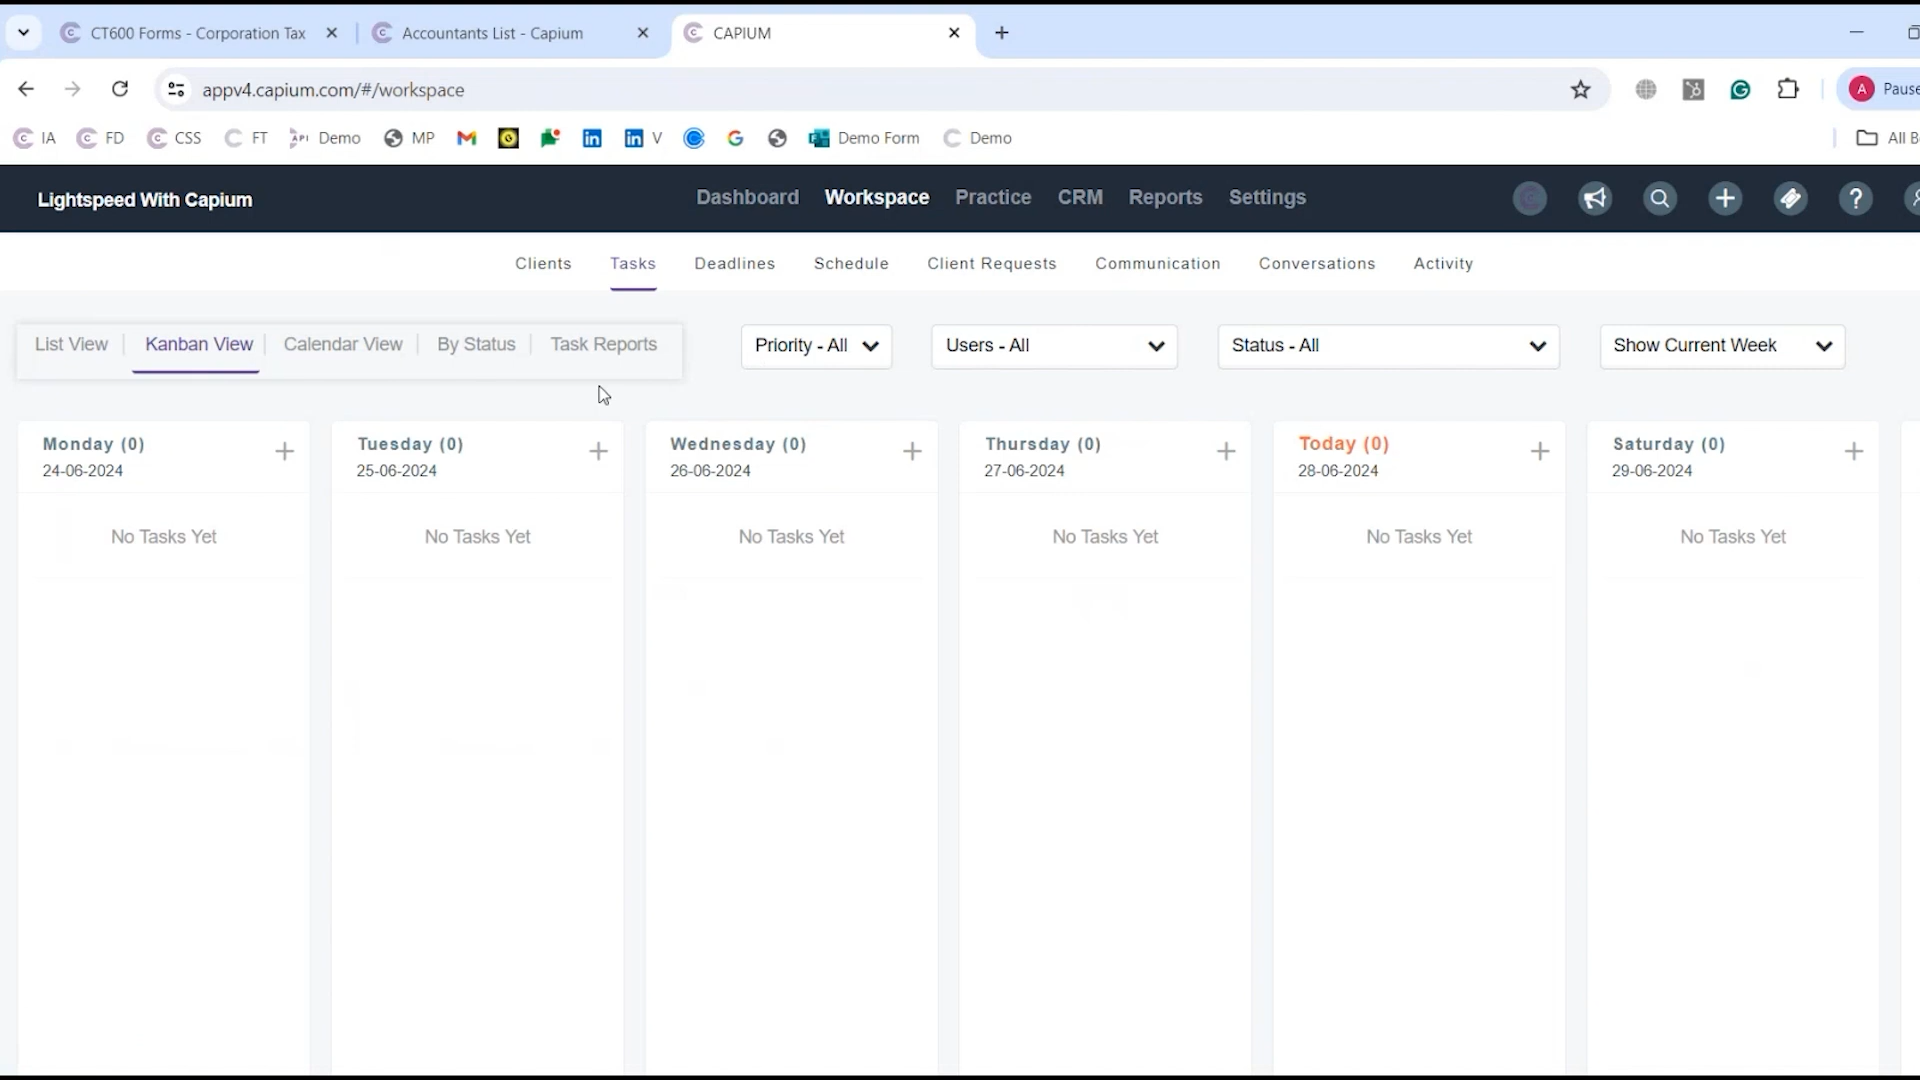 CT600 Forms - Corporation Tax
Accountants List - Capium
CAPIUM
appv4.capium.com/#/workspace
A Pause
IA FD CSS FT API Demo MP V Demo Form Demo All B
Lightspeed With Capium
Dashboard Workspace Practice CRM Reports Settings
Clients Tasks Deadlines Schedule Client Requests Communication Conversations Activity
List View Kanban View Calendar View By Status Task Reports
Priority - All
Users - All
Status - All
Show Current Week
Monday (0)
24-06-2024
No Tasks Yet
Tuesday (0)
25-06-2024
No Tasks Yet
Wednesday (0)
26-06-2024
No Tasks Yet
Thursday (0)
27-06-2024
No Tasks Yet
Today (0)
28-06-2024
No Tasks Yet
Saturday (0)
29-06-2024
No Tasks Yet